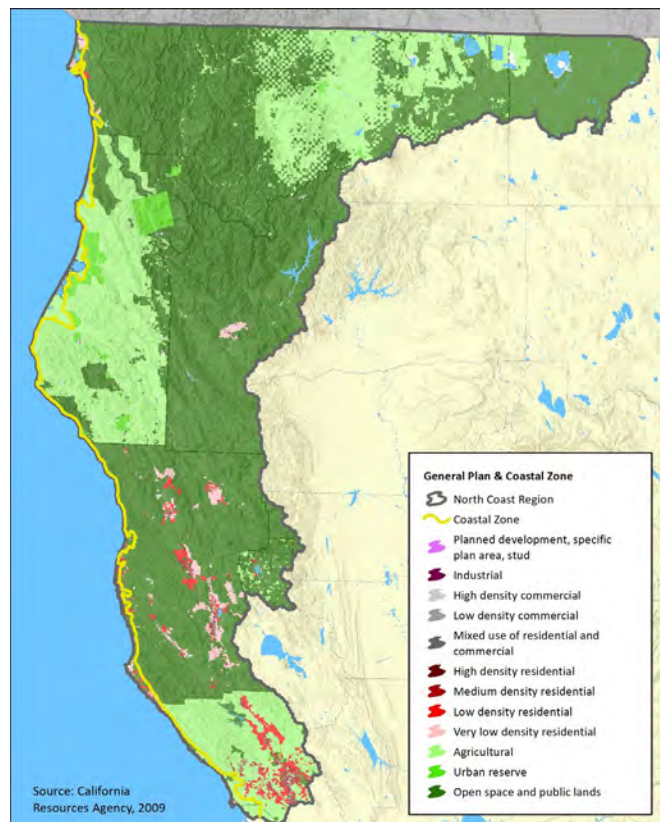 General Plan & Coastal Zone
North Coast Region
Coastal Zone
Planned development, specific
plan area, stud
Industrial
High density commercial
Low density commercial
Mixed use of residential and
commercial
High density residential
Medium density residential
Low density residential
Very low density residential
Agricultural
Urban reserve
Open space and public lands
Source: California
Resources Agency, 2009